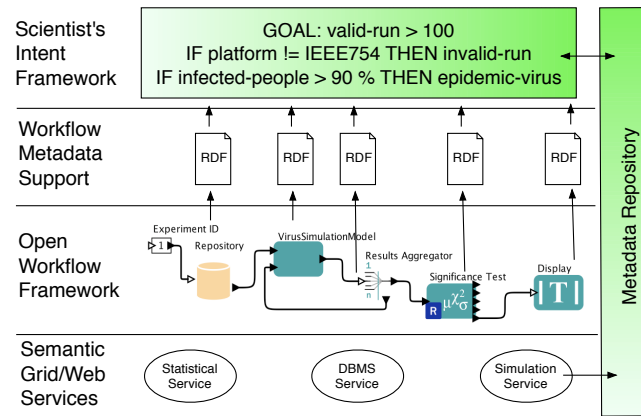 Scientist's
Intent
Framework
GOAL: valid-run > 100
IF platform != IEEE754 THEN invalid-run
IF infected-people > 90 % THEN epidemic-virus
Workflow
Metadata
Support
RDF
RDF
RDF
RDF
RDF
Metadata Repository
Open
Workflow
Framework
Experiment ID
1
Repository
VirusSimulationModel
Results Aggregator
1
n
Significance Test
R
μχ²σ
Display
T
Semantic
Grid/Web
Services
Statistical
Service
DBMS
Service
Simulation
Service